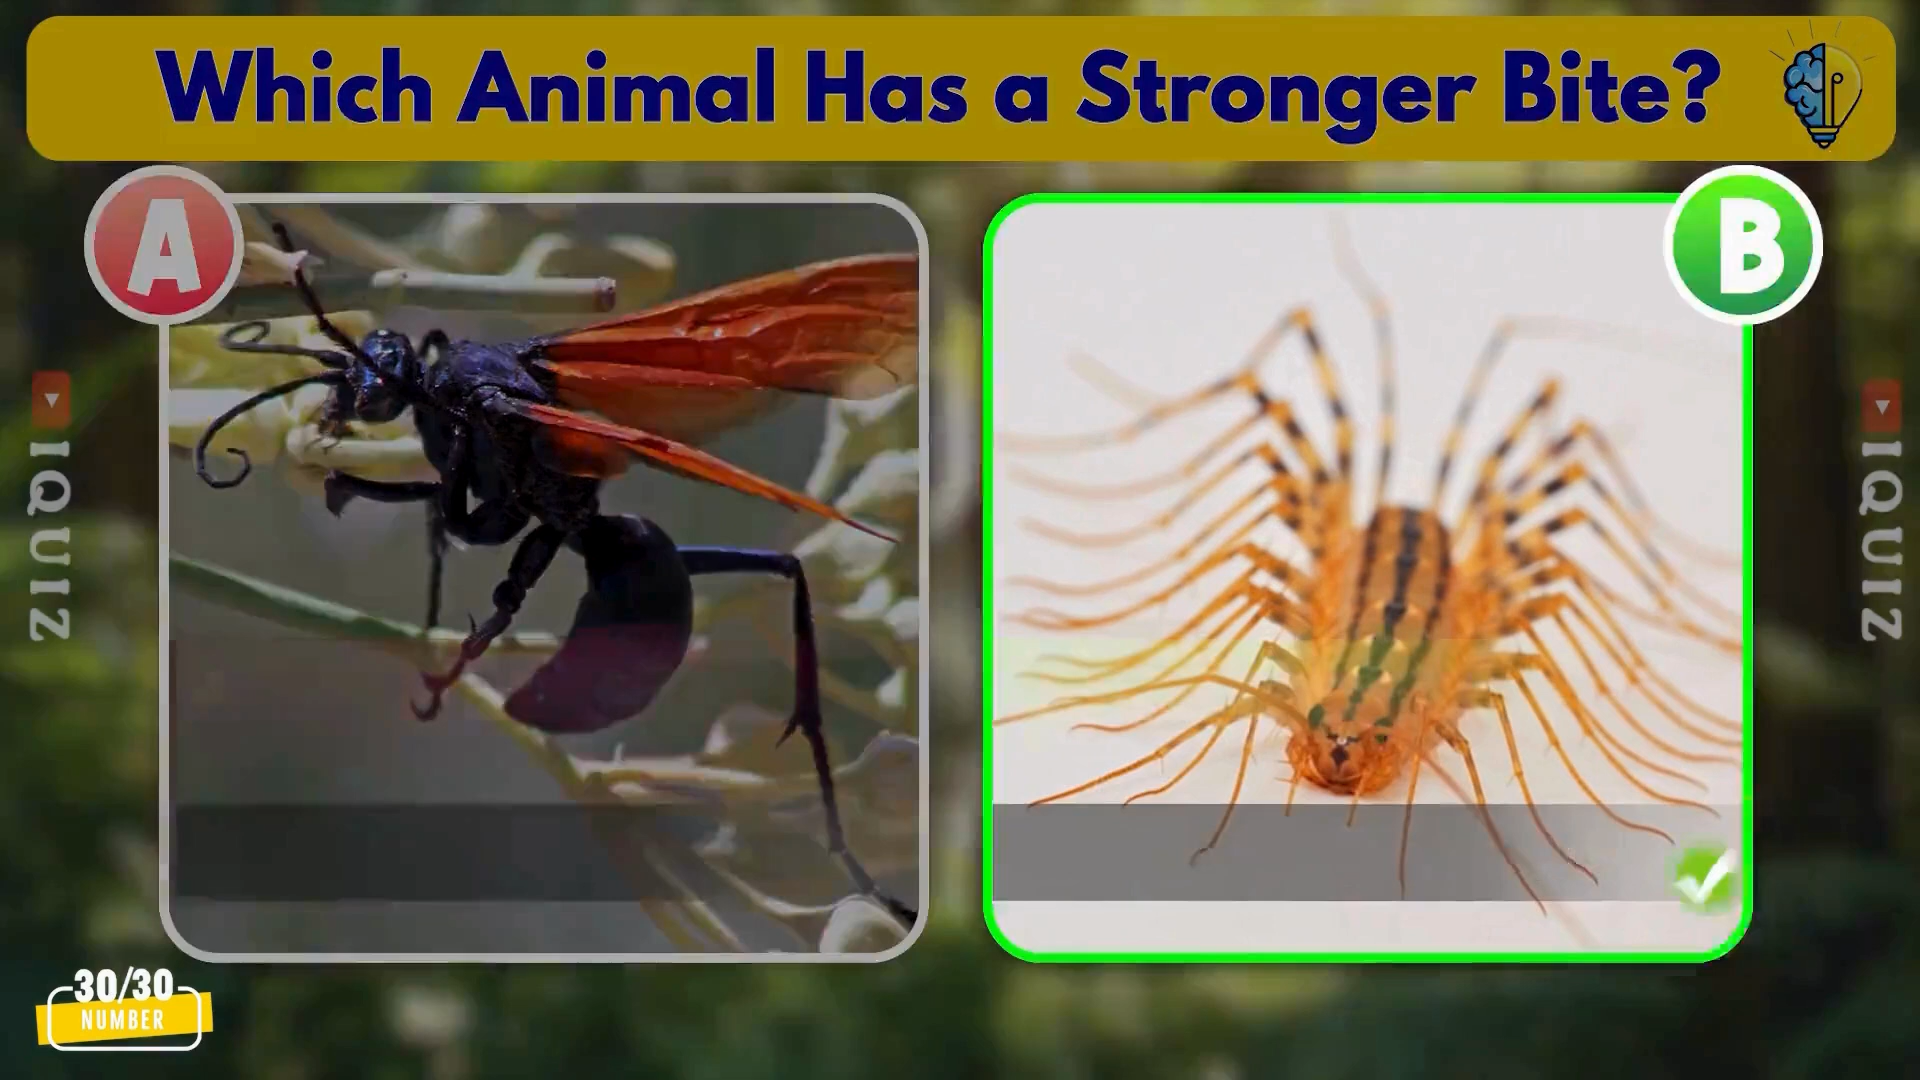 Which Animal Has a Stronger Bite?
A
B
IQUIZ
IQUIZ
30/30
NUMBER